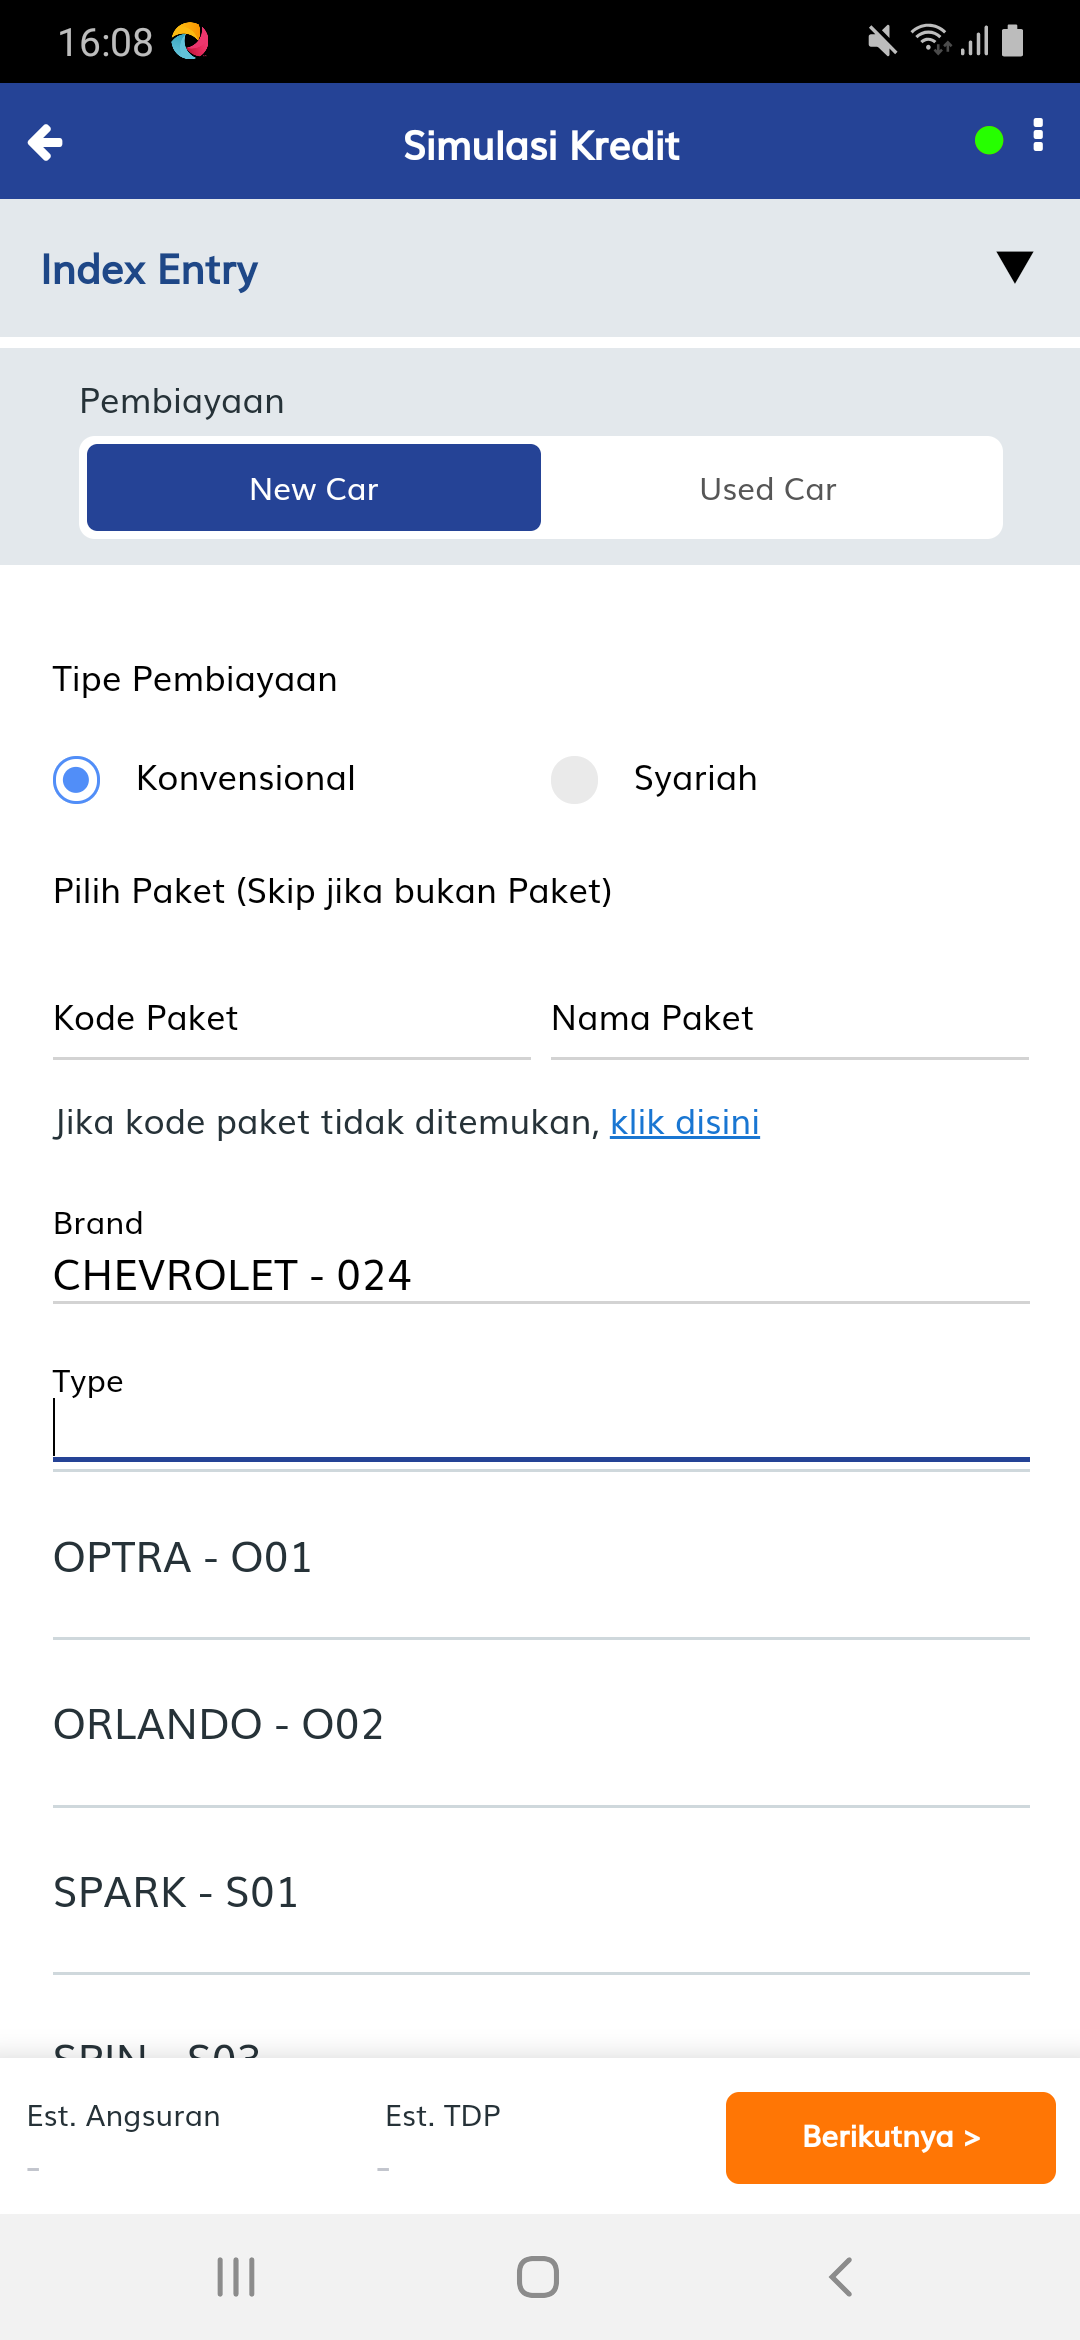 16:08
Simulasi Kredit
Index Entry
Pembiayaan
New Car
Used Car
Tipe Pembiayaan
Konvensional
Syariah
Pilih Paket (Skip jika bukan Paket)
Kode Paket
Nama Paket
Jika kode paket tidak ditemukan, klik disini
Brand
CHEVROLET - 024
Type
OPTRA - O01
ORLANDO - O02
SPARK - S01
SPIN - S03
Est. Angsuran
Est. TDP
-
-
Berikutnya >